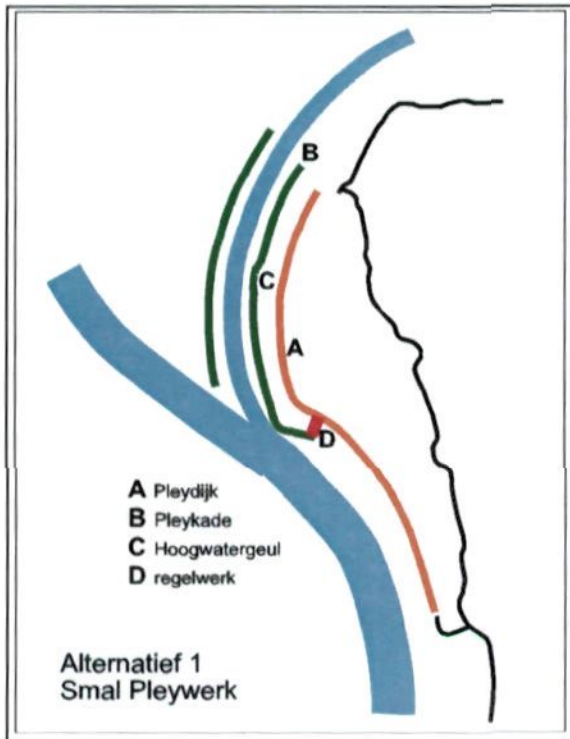 B
C
A
D
A Pleydijk
B Pleykade
C Hoogwatergeul
D regelwerk
Alternatief 1
Smal Pleywerk